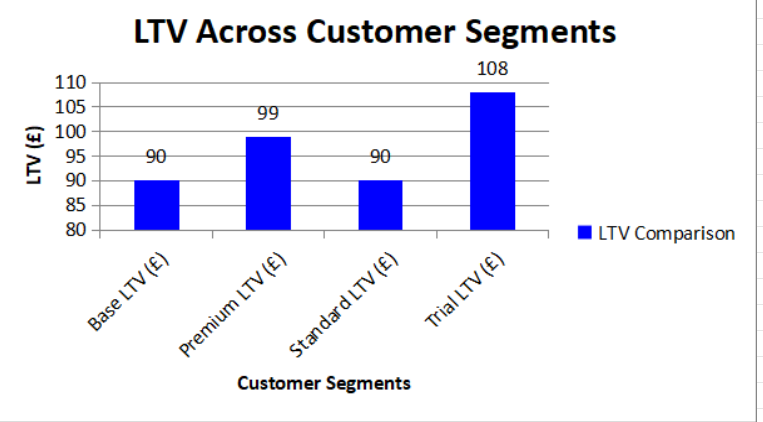 LTV Across Customer Segments
LTV (£)
110
105
100
95
90
85
80
90
99
90
108
Base LTV (£)
Premium LTV (£)
Standard LTV (£)
Trial LTV (£)
Customer Segments
LTV Comparison